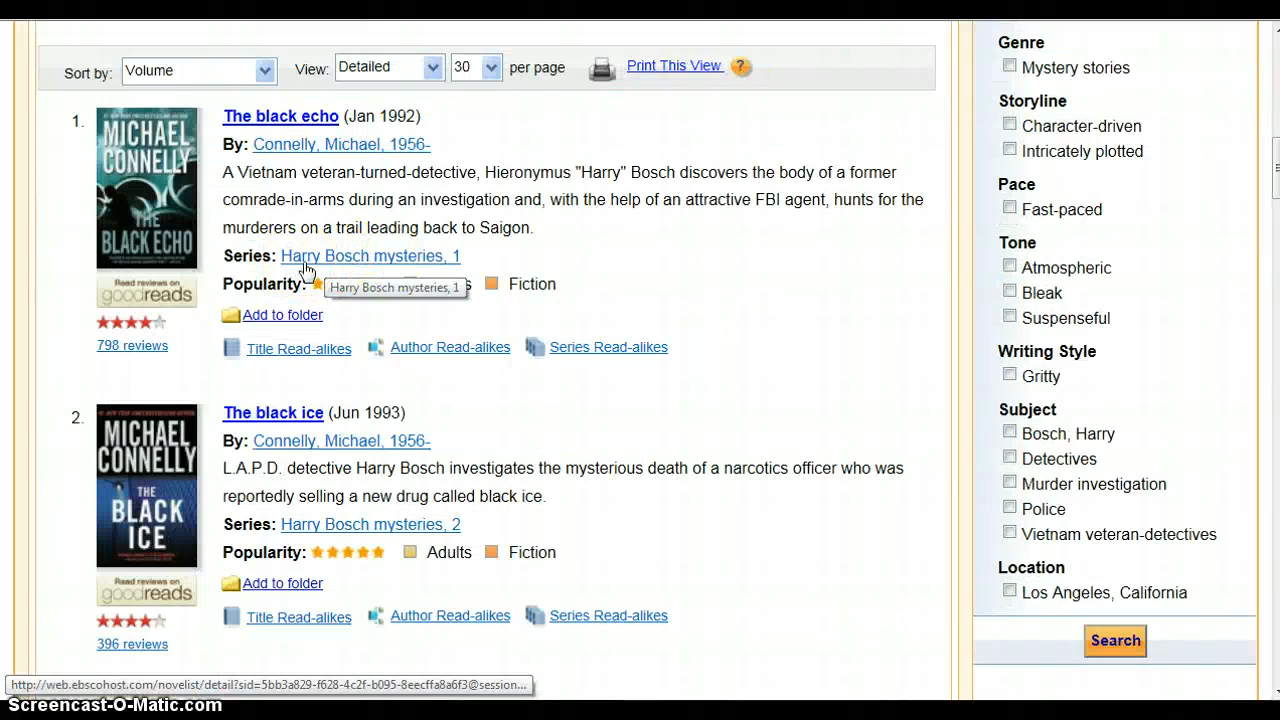 Sort by: Volume View: Detailed 30 per page Print This View ?
1.
MICHAEL
CONNELLY
THE
BLACK ECHO
The black echo (Jan 1992)
By: Connelly, Michael, 1956-
A Vietnam veteran-turned-detective, Hieronymus "Harry" Bosch discovers the body of a former
comrade-in-arms during an investigation and, with the help of an attractive FBI agent, hunts for the
murderers on a trail leading back to Saigon.
Series: Harry Bosch mysteries, 1
Popularity: s Fiction
Harry Bosch mysteries, 1
Read reviews on
goodreads
798 reviews
Add to folder
Title Read-alikes Author Read-alikes Series Read-alikes
2.
MICHAEL
CONNELLY
THE
BLACK
ICE
The black ice (Jun 1993)
By: Connelly, Michael, 1956-
L.A.P.D. detective Harry Bosch investigates the mysterious death of a narcotics officer who was
reportedly selling a new drug called black ice.
Series: Harry Bosch mysteries, 2
Popularity: Adults Fiction
Read reviews on
goodreads
396 reviews
Add to folder
Title Read-alikes Author Read-alikes Series Read-alikes
Genre
Mystery stories
Storyline
Character-driven
Intricately plotted
Pace
Fast-paced
Tone
Atmospheric
Bleak
Suspenseful
Writing Style
Gritty
Subject
Bosch, Harry
Detectives
Murder investigation
Police
Vietnam veteran-detectives
Location
Los Angeles, California
Search
http://web.ebscohost.com/novelist/detail?sid=5bb3a829-f628-4c2f-b095-8eecffa8a6f3@session...
Screencast-O-Matic.com